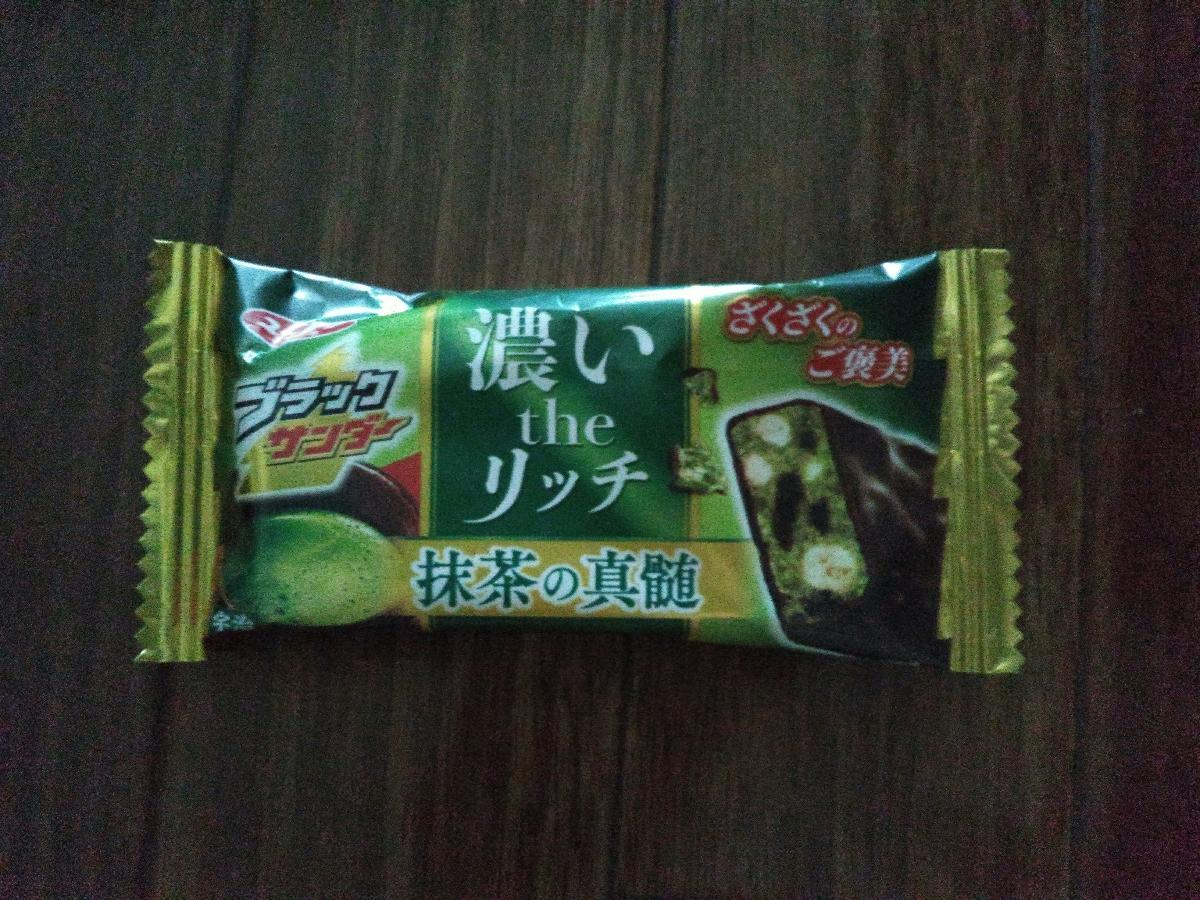 ブラック
サンダー
濃い
the
リッチ
抹茶の真髄
ざくざくの
ご褒美